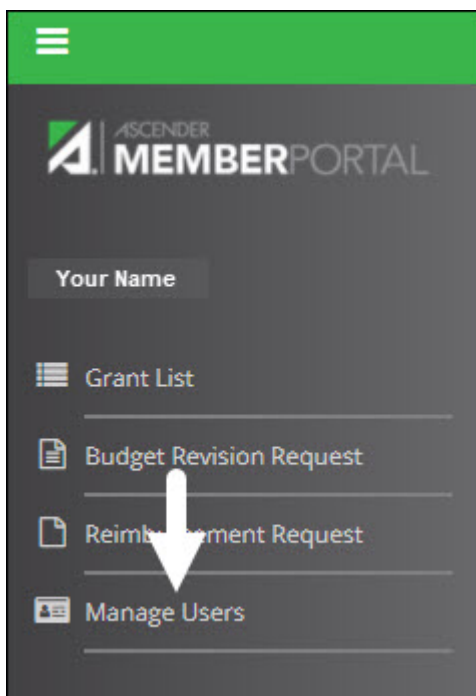 ASCENDER
MEMBERPORTAL
Your Name
Grant List
Budget Revision Request
Request
Manage Users